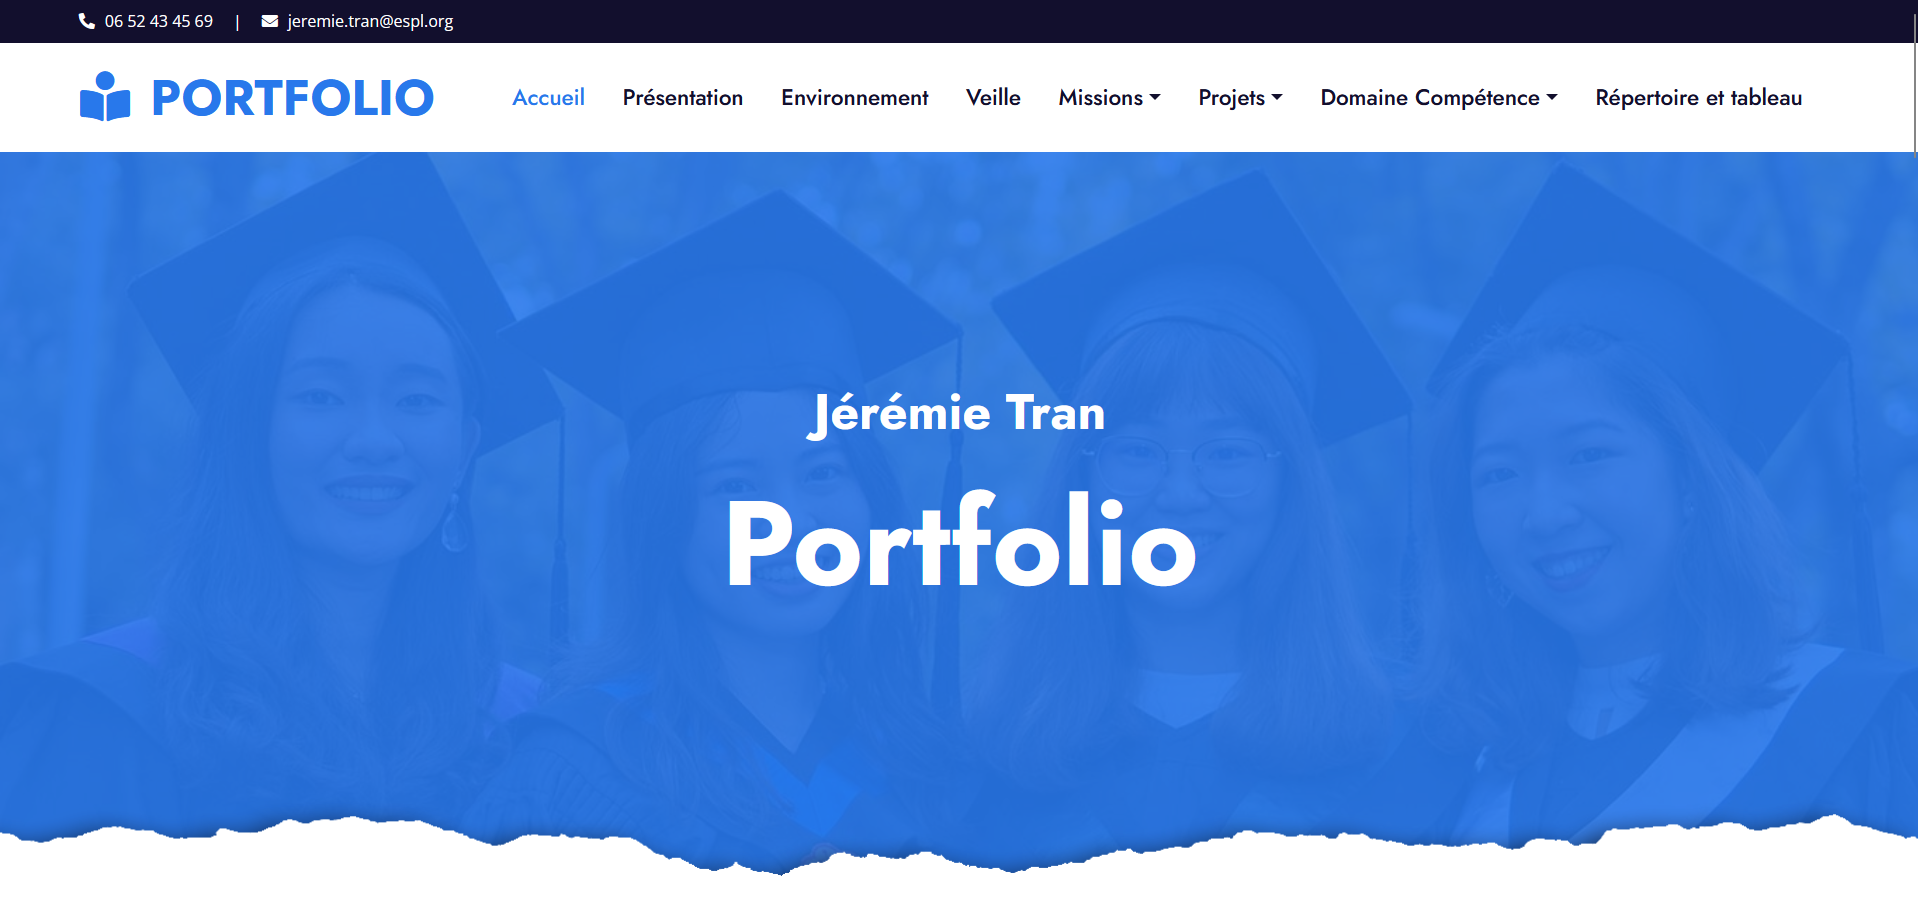 06 52 43 45 69 | jeremie.tran@espl.org
PORTFOLIO Accueil Présentation Environnement Veille Missions Projets Domaine Compétence Répertoire et tableau
Jérémie Tran
Portfolio